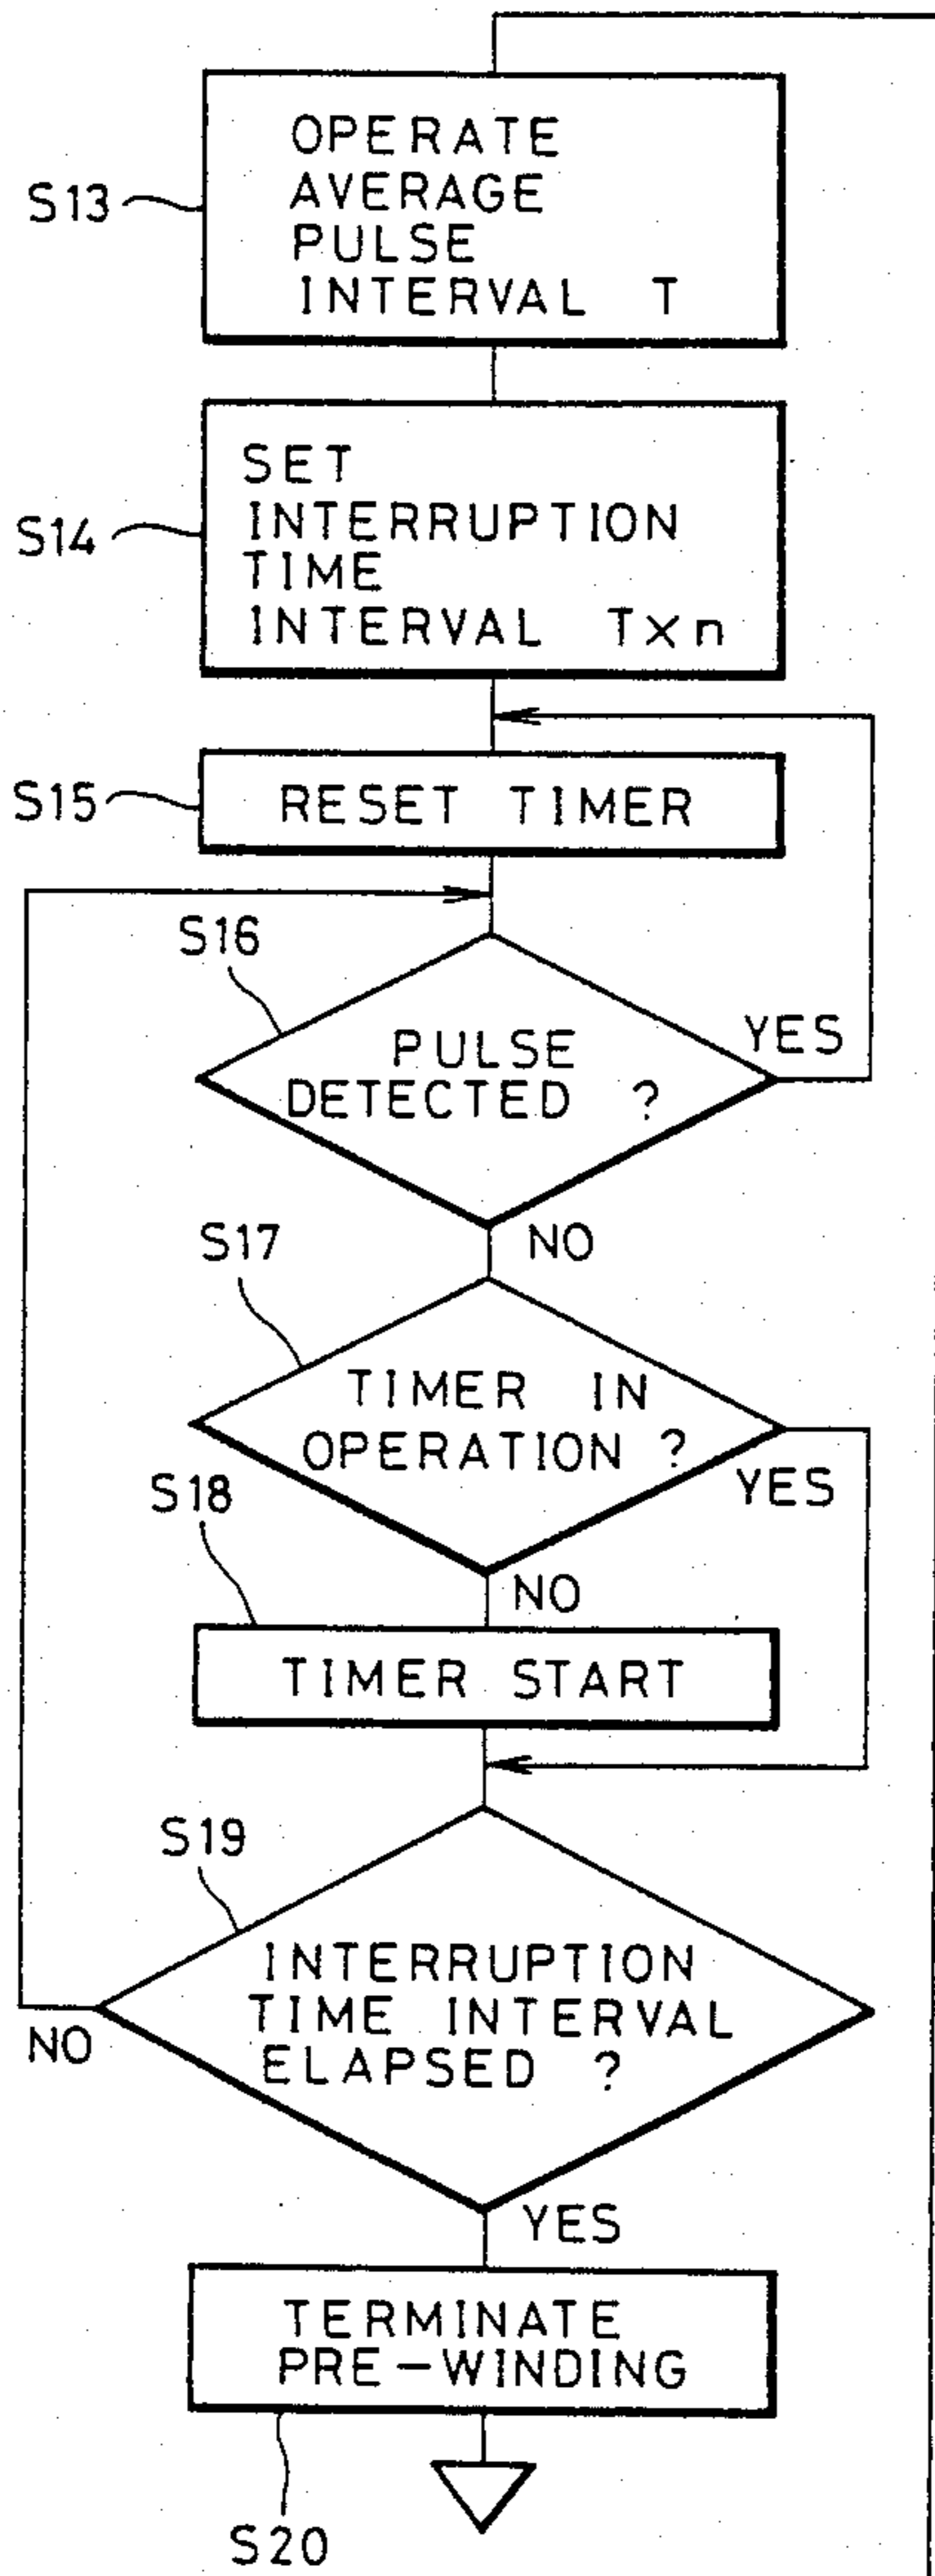 S13
OPERATE
AVERAGE
PULSE
INTERVAL T
S14
SET
INTERRUPTION
TIME
INTERVAL T×n
S15
RESET TIMER
S16
PULSE
DETECTED ?
YES
NO
S17
TIMER IN
OPERATION ?
YES
NO
S18
TIMER START
S19
INTERRUPTION
TIME INTERVAL
ELAPSED ?
NO
YES
TERMINATE
PRE-WINDING
S20